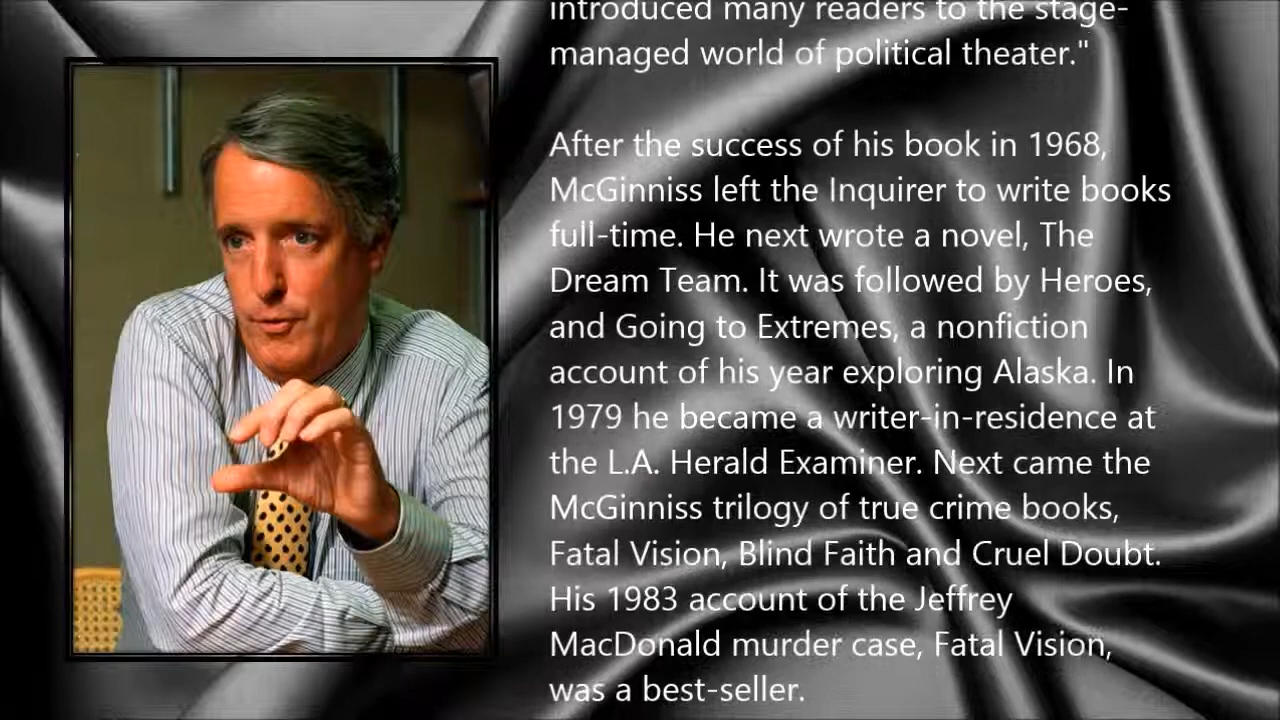 introduced many readers to the stage-
managed world of political theater."
After the success of his book in 1968,
McGinniss left the Inquirer to write books
full-time. He next wrote a novel, The
Dream Team. It was followed by Heroes,
and Going to Extremes, a nonfiction
account of his year exploring Alaska. In
1979 he became a writer-in-residence at
the L.A. Herald Examiner. Next came the
McGinniss trilogy of true crime books,
Fatal Vision, Blind Faith and Cruel Doubt.
His 1983 account of the Jeffrey
MacDonald murder case, Fatal Vision,
was a best-seller.